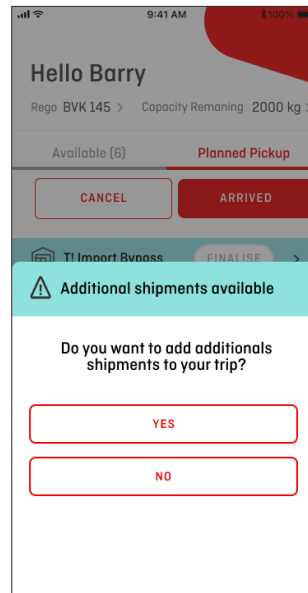 9:41 AM
100%
Hello Barry
Rego BVK 145 > Capacity Remaning 2000 kg >
Available (6) Planned Pickup
CANCEL ARRIVED
T! Import Bypass FINALISE >
Additional shipments available
Do you want to add additionals
shipments to your trip?
YES
NO